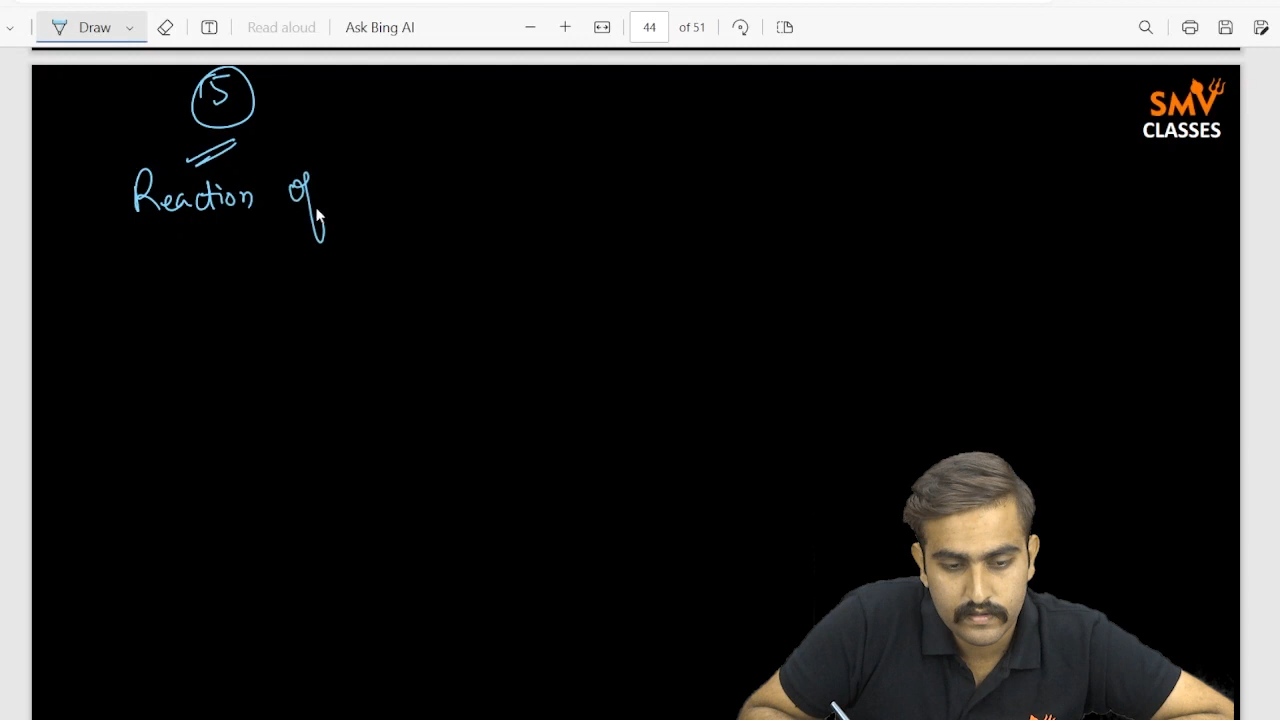 Draw
Read aloud
Ask Bing AI
44 of 51
15
Reaction of
SMV
CLASSES